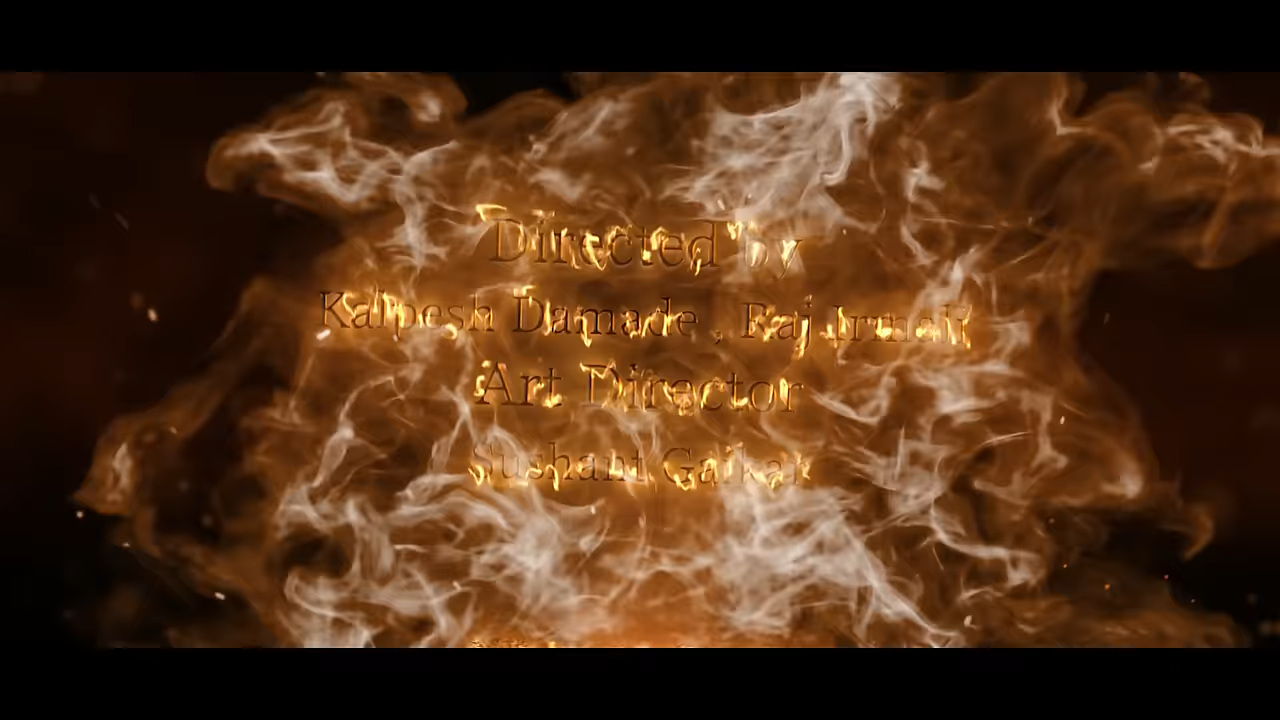 Directed by
Kalpesh Damade , Raj Irmali
Art Director
Sushant Gaikar